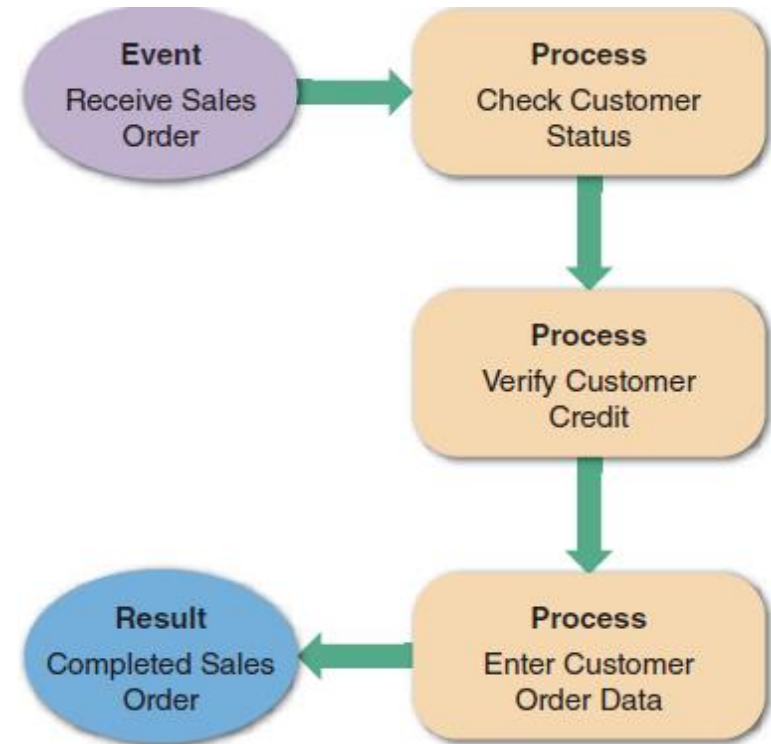 Event
Receive Sales
Order
Process
Check Customer
Status
Process
Verify Customer
Credit
Process
Enter Customer
Order Data
Result
Completed Sales
Order